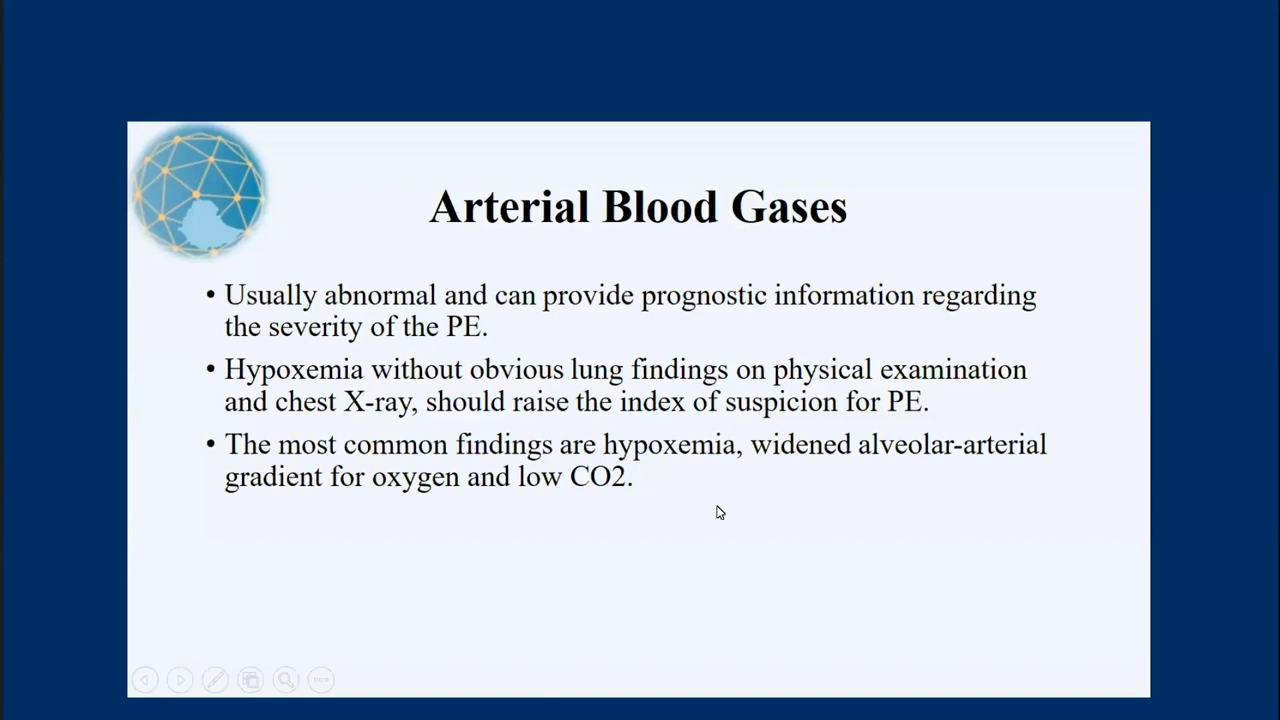 Arterial Blood Gases
• Usually abnormal and can provide prognostic information regarding
the severity of the PE.
• Hypoxemia without obvious lung findings on physical examination
and chest X-ray, should raise the index of suspicion for PE.
• The most common findings are hypoxemia, widened alveolar-arterial
gradient for oxygen and low CO2.